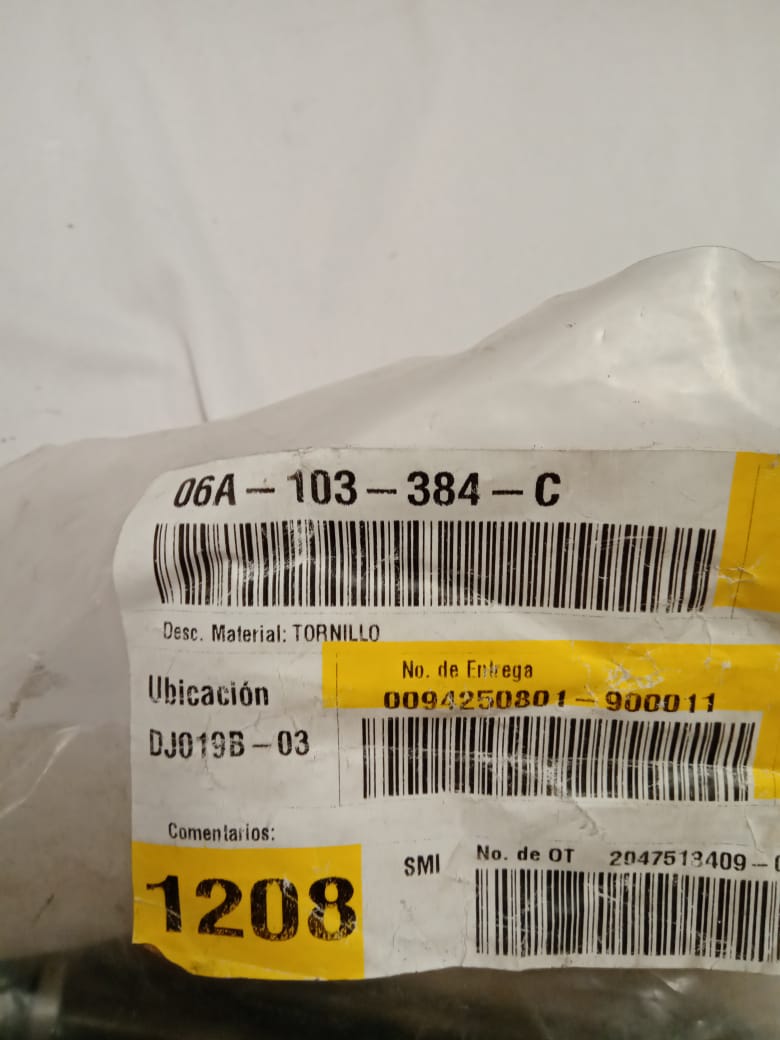 06A-103-384-C
Desc. Material: TORNILLO
No. de Entrega
Ubicación
0094250801-900011
DJ019B-03
Comentarios:
SMI No. de OT 2047513409-
1208